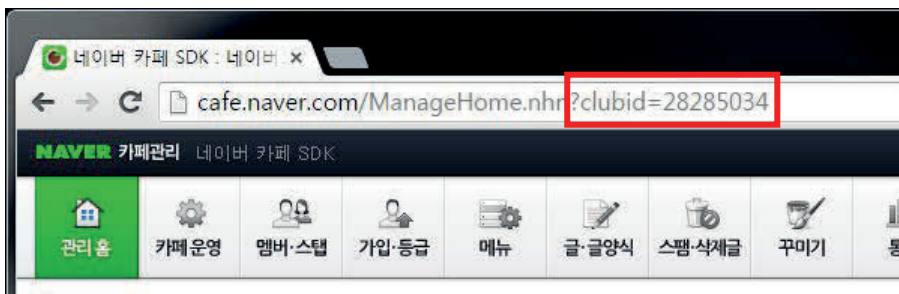 네이버 카페 SDK : 네이버
cafe.naver.com/ManageHome.nhn?clubid=28285034
NAVER 카페관리 네이버 카페 SDK
관리 홈 카페 운영 멤버·스탭 가입·등급 메뉴 글·글양식 스팸·삭제글 꾸미기